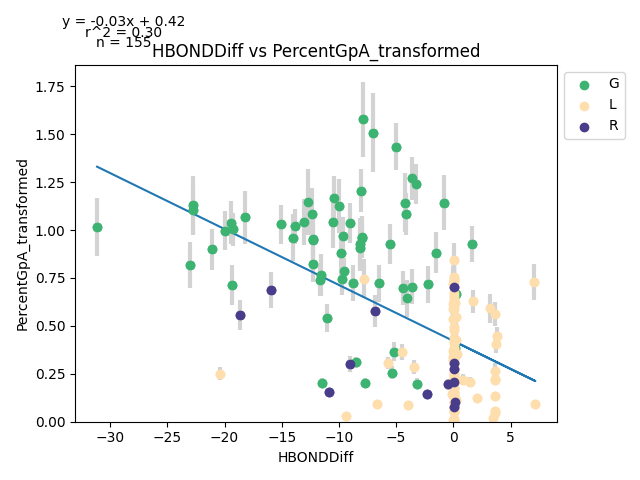 y = -0.03x + 0.42
r^2 = 0.30
n = 155
HBONDDiff vs PercentGpA_transformed
G
L
R
PercentGpA_transformed
1.75
1.50
1.25
1.00
0.75
0.50
0.25
0.00
−30 −25 −20 −15 −10 −5 0 5
HBONDDiff